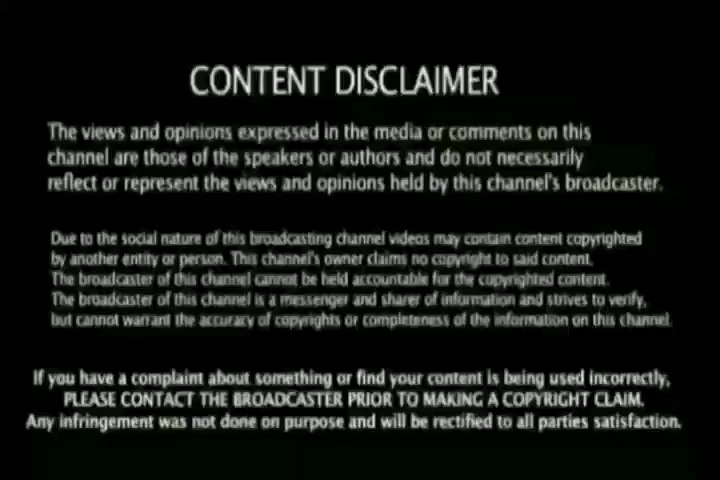 CONTENT DISCLAIMER
The views and opinions expressed in the media or comments on this
channel are those of the speakers or authors and do not necessarily
reflect or represent the views and opinions held by this channel's broadcaster.
Due to the social nature of this broadcasting channel videos may contain content copyrighted
by another entity or person. This channel's owner claims no copyright to said content.
The broadcaster of this channel cannot be held accountable for the copyrighted content.
The broadcaster of this channel is a messenger and sharer of information and strives to verify,
but cannot warrant the accuracy of copyrights or completeness of the information on this channel.
If you have a complaint about something or find your content is being used incorrectly,
PLEASE CONTACT THE BROADCASTER PRIOR TO MAKING A COPYRIGHT CLAIM.
Any infringement was not done on purpose and will be rectified to all parties satisfaction.